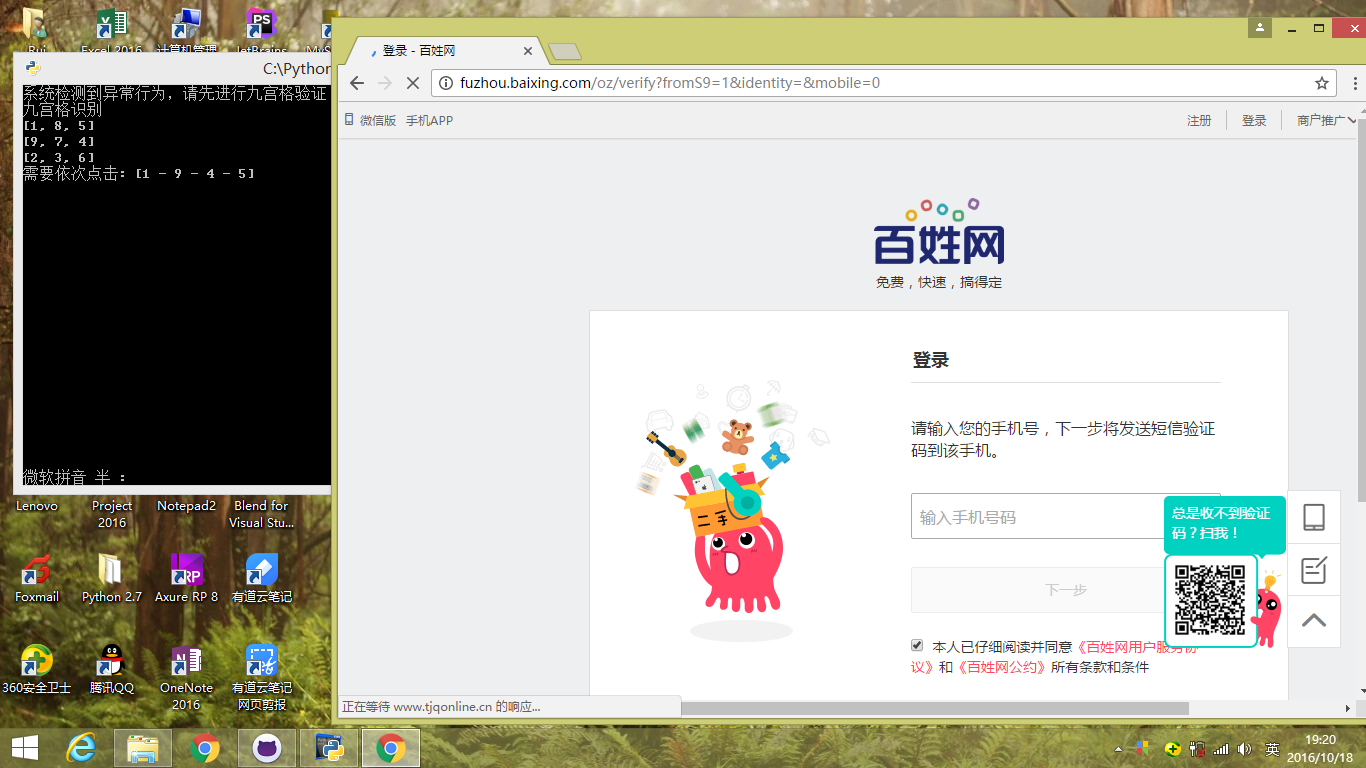 Rui
Excel 2016
计算机管理
JetBrains
C:\Python
系统检测到异常行为，请先进行九宫格验证
九宫格识别
[1, 8, 5]
[9, 7, 4]
[2, 3, 6]
需要依次点击：[1 - 9 - 4 - 5]
微软拼音 半 ：
Lenovo
Project
2016
Notepad2
Blend for
Visual Stu...
Foxmail
Python 2.7
Axure RP 8
有道云笔记
360安全卫士
腾讯QQ
OneNote
2016
有道云笔记
网页剪报
登录 - 百姓网
fuzhou.baixing.com/oz/verify?fromS9=1&identity=&mobile=0
微信版 手机APP
注册 登录 商户推广
百姓网
免费，快速，搞得定
二手
登录
请输入您的手机号，下一步将发送短信验证
码到该手机。
输入手机号码
下一步
本人已仔细阅读并同意《百姓网用户服务协
议》和《百姓网公约》所有条款和条件
总是收不到验证
码？扫我！
正在等待 www.tjqonline.cn 的响应...
英
19:20
2016/10/18